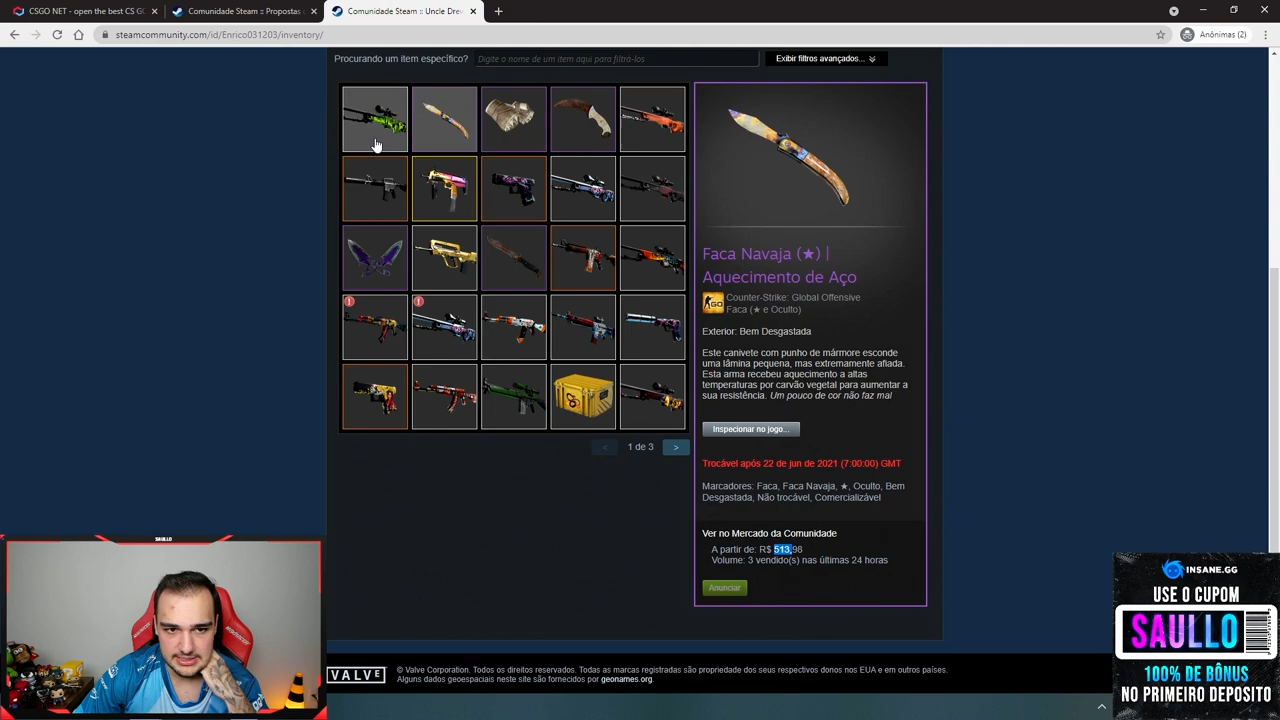 CSGO NET - open the best CS GO
Comunidade Steam :: Propostas
Comunidade Steam :: Uncle Dre
steamcommunity.com/id/Enrico031203/inventory/
Anônimas (2)
Procurando um item específico?
Digite o nome de um item aqui para filtrá-los
Exibir filtros avançados...
Faca Navaja (★) |
Aquecimento de Aço
Counter-Strike: Global Offensive
Faca (★ e Oculto)
Exterior: Bem Desgastada
Este canivete com punho de mármore esconde
uma lâmina pequena, mas extremamente afiada.
Esta arma recebeu aquecimento a altas
temperaturas por carvão vegetal para aumentar a
sua resistência. Um pouco de cor não faz mal
Inspecionar no jogo...
< 1 de 3 >
Trocável após 22 de jun de 2021 (7:00:00) GMT
Marcadores: Faca, Faca Navaja, ★, Oculto, Bem
Desgastada, Não trocável, Comercializável
Ver no Mercado da Comunidade
A partir de: R$ 513,98
Volume: 3 vendido(s) nas últimas 24 horas
Anunciar
SAULLO
INSANE.GG
USE O CUPOM
SAULLO
100% DE BÔNUS
NO PRIMEIRO DEPOSITO
VALVE
© Valve Corporation. Todos os direitos reservados. Todas as marcas registradas são propriedade dos seus respectivos donos nos EUA e em outros países.
Alguns dados geoespaciais neste site são fornecidos por geonames.org.